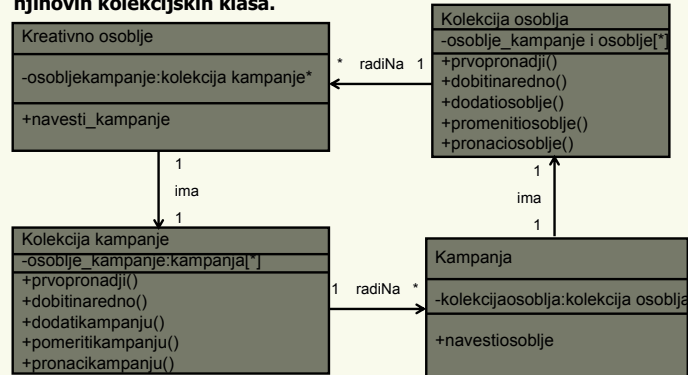 njihovih kolekcijskih klasa.
Kreativno osoblje
-osobljekampanje:kolekcija kampanje*
+navesti_kampanje
* radiNa 1
Kolekcija osoblja
-osoblje_kampanje i osoblje[*]
+prvopronadji()
+dobitinaredno()
+dodatiosoblje()
+promenitiosoblje()
+pronaciosoblje()
1
ima
1
1
ima
1
Kolekcija kampanje
-osoblje_kampanje:kampanja[*]
+prvopronadji()
+dobitinaredno()
+dodatikampanju()
+pomeritikampanju()
+pronacikampanju()
1 radiNa *
Kampanja
-kolekcijaosoblja:kolekcija osoblja
+navestiosoblje